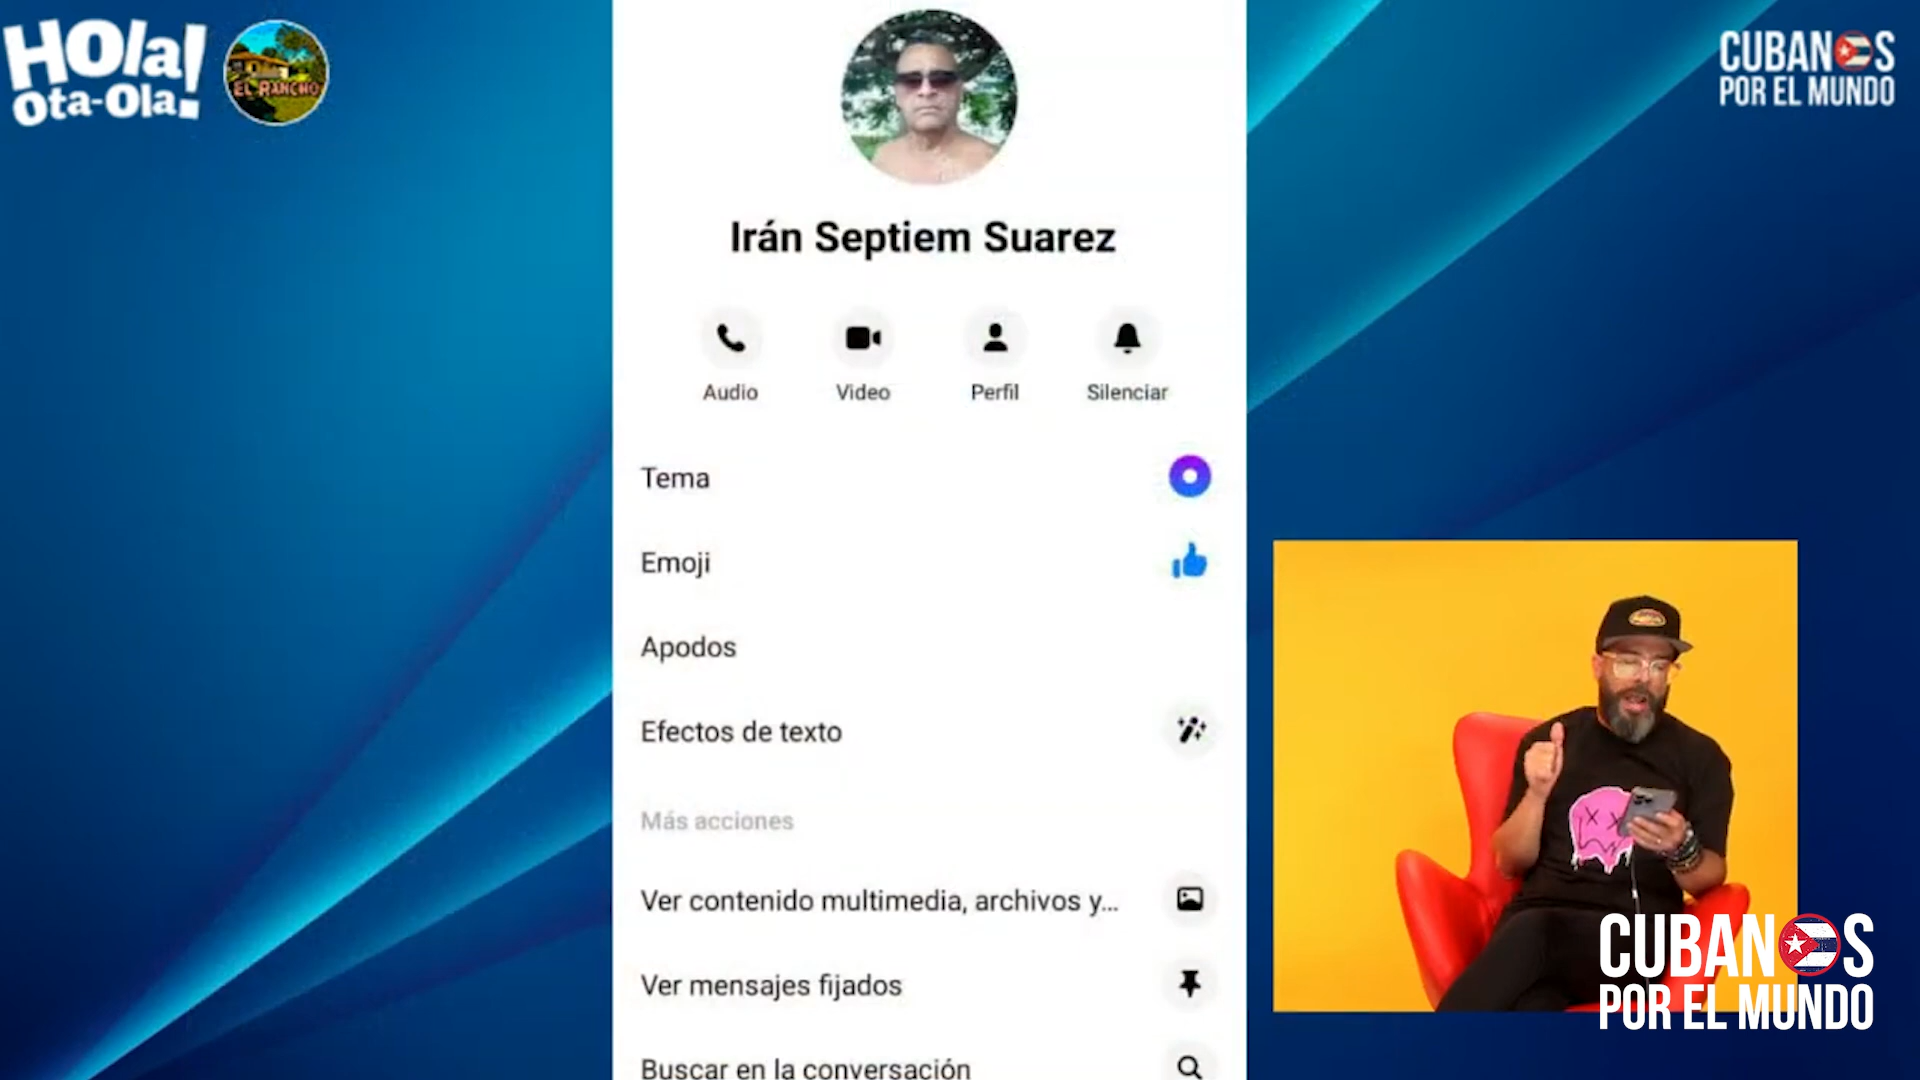 Hola!
Ota-Ola!
EL RANCHO
CUBANOS
POR EL MUNDO
Irán Septiem Suarez
Audio
Video
Perfil
Silenciar
Tema
Emoji
Apodos
Efectos de texto
Más acciones
Ver contenido multimedia, archivos y...
Ver mensajes fijados
Buscar en la conversación
CUBANOS
POR EL MUNDO